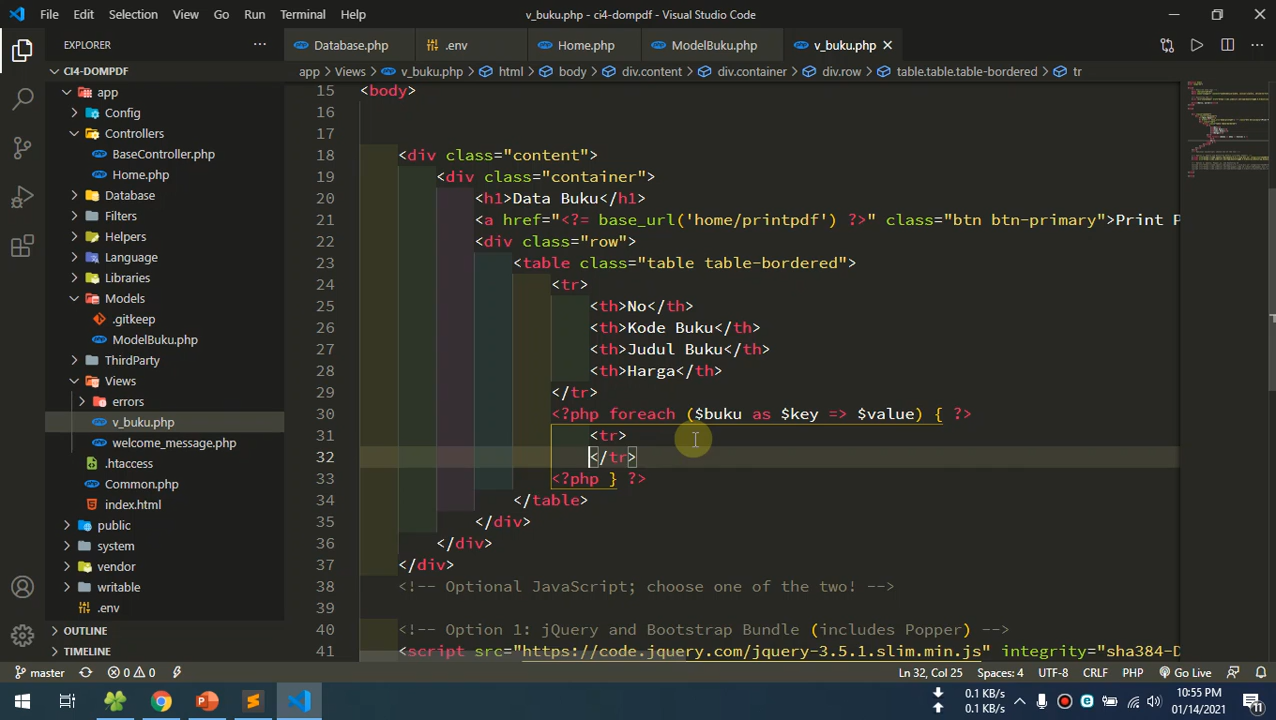 File Edit Selection View Go Run Terminal Help v_buku.php - ci4-dompdf - Visual Studio Code
EXPLORER
Database.php .env Home.php ModelBuku.php v_buku.php
CI4-DOMPDF
app > Views > v_buku.php > html > body > div.content > div.container > div.row > table.table.table-bordered > tr
app
Config
Controllers
BaseController.php
Home.php
Database
Filters
Helpers
Language
Libraries
Models
.gitkeep
ModelBuku.php
ThirdParty
Views
errors
v_buku.php
welcome_message.php
.htaccess
Common.php
index.html
public
system
vendor
writable
.env
OUTLINE
TIMELINE
15 <body>
16
17
18 <div class="content">
19 <div class="container">
20 <h1>Data Buku</h1>
21 <a href="<?= base_url('home/printpdf') ?>" class="btn btn-primary">Print P
22 <div class="row">
23 <table class="table table-bordered">
24 <tr>
25 <th>No</th>
26 <th>Kode Buku</th>
27 <th>Judul Buku</th>
28 <th>Harga</th>
29 </tr>
30 <?php foreach ($buku as $key => $value) { ?>
31 <tr>
32 </tr>
33 <?php } ?>
34 </table>
35 </div>
36 </div>
37 </div>
38 <!-- Optional JavaScript; choose one of the two! -->
39
40 <!-- Option 1: jQuery and Bootstrap Bundle (includes Popper) -->
41 <script src="https://code.jquery.com/jquery-3.5.1.slim.min.js" integrity="sha384-D
master 0 0 Ln 32, Col 25 Spaces: 4 UTF-8 CRLF PHP Go Live
0.1 KB/s
0.1 KB/s
10:55 PM
01/14/2021
11